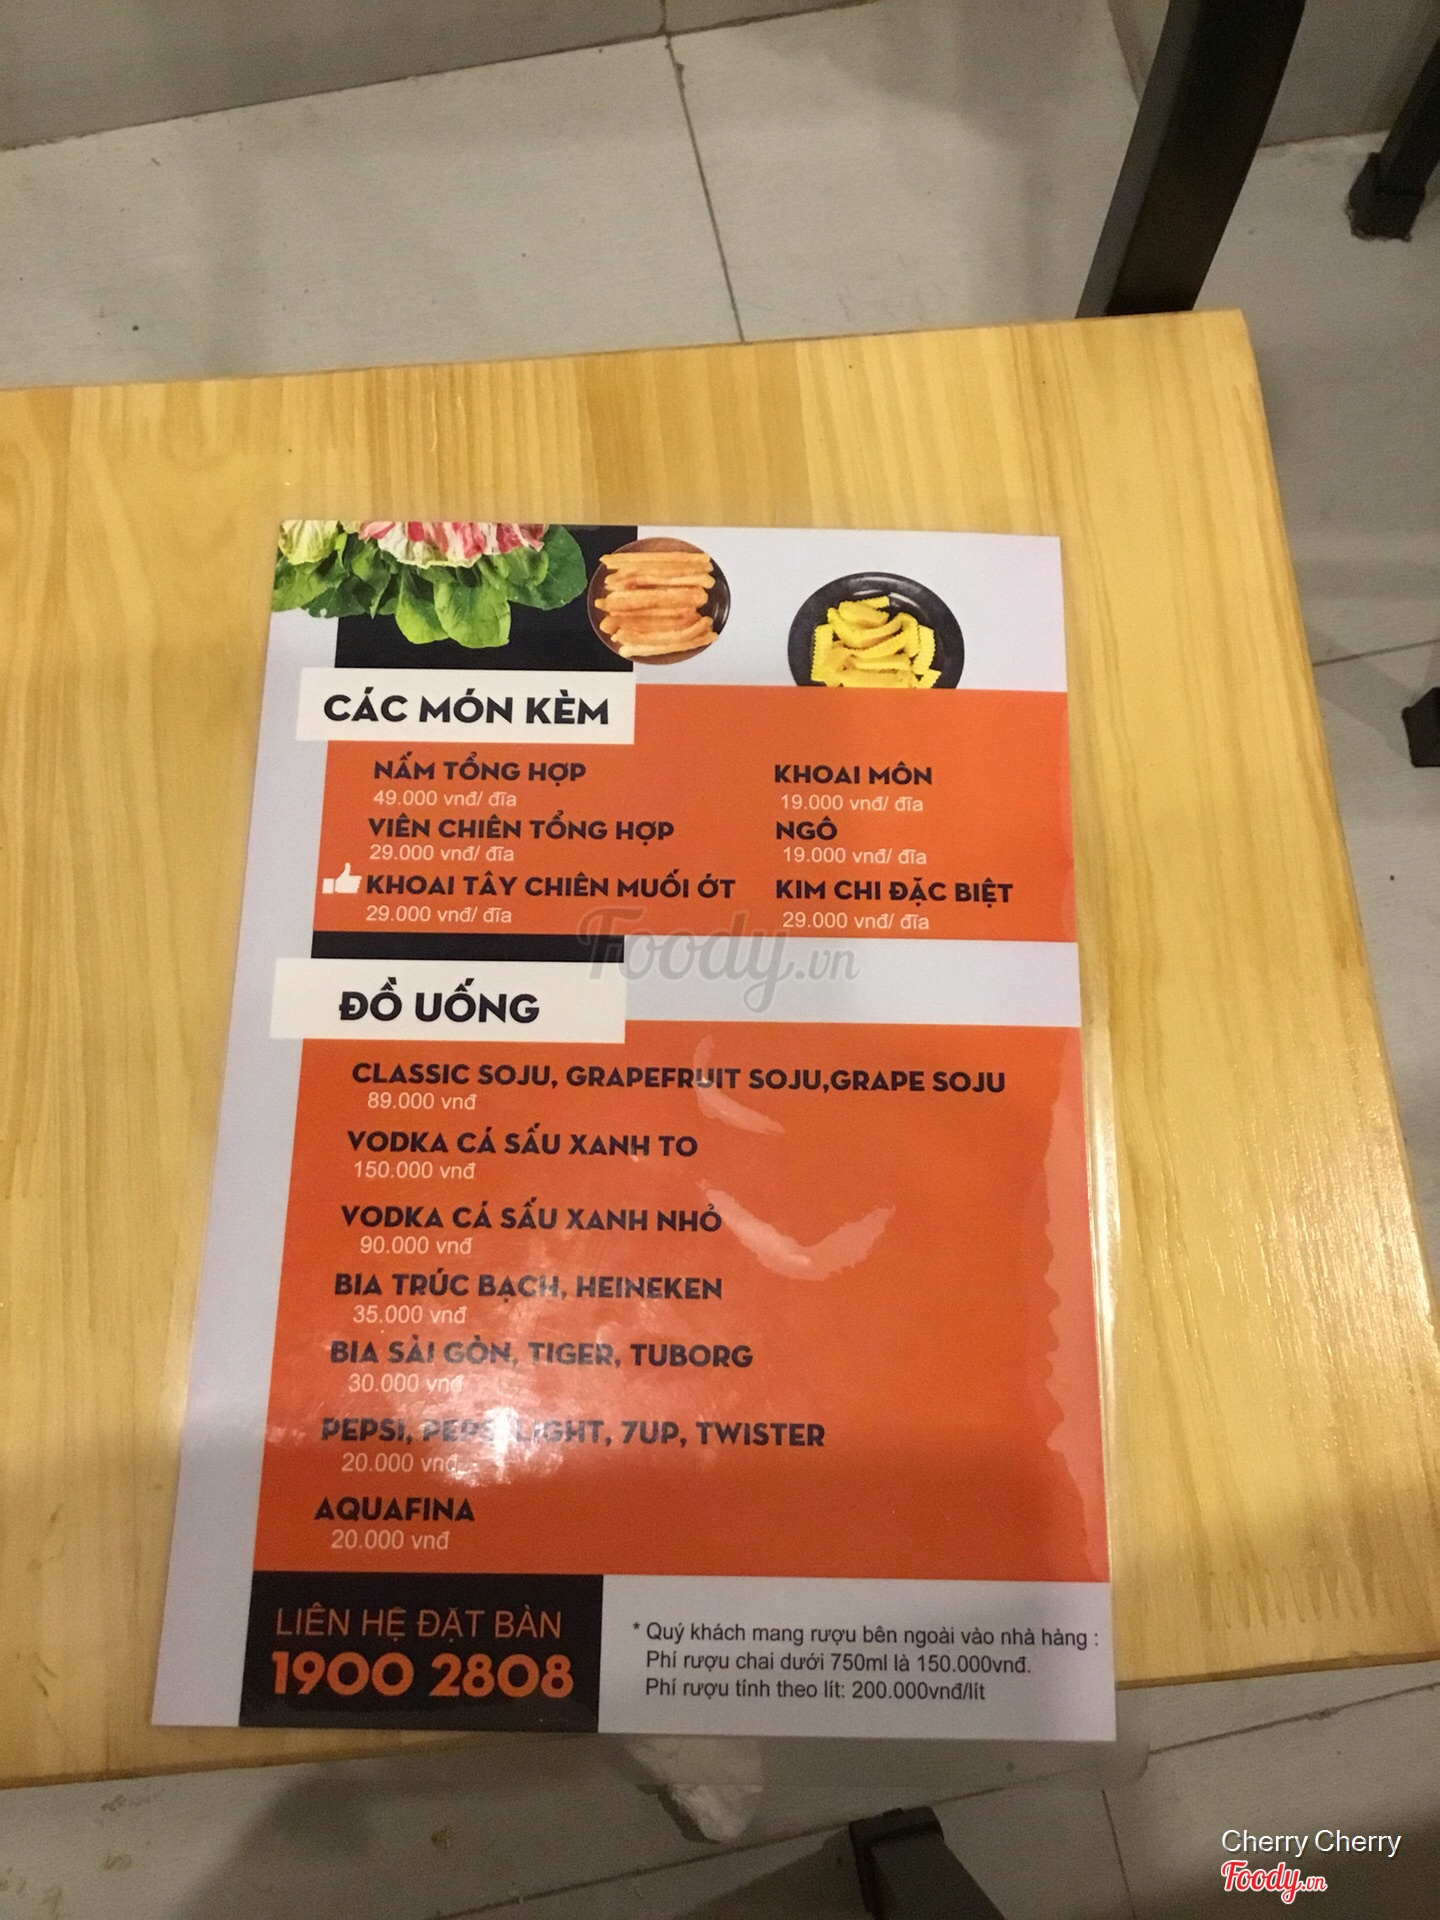 CÁC MÓN KÈM
NẤM TỔNG HỢP
49.000 vnđ/ đĩa
VIÊN CHIÊN TỔNG HỢP
29.000 vnđ/ đĩa
KHOAI TÂY CHIÊN MUỐI ỚT
29.000 vnđ/ đĩa
KHOAI MÔN
19.000 vnđ/ đĩa
NGÔ
19.000 vnđ/ đĩa
KIM CHI ĐẶC BIỆT
29.000 vnđ/ đĩa
Foody.vn
ĐỒ UỐNG
CLASSIC SOJU, GRAPEFRUIT SOJU,GRAPE SOJU
89.000 vnđ
VODKA CÁ SẤU XANH TO
150.000 vnđ
VODKA CÁ SẤU XANH NHỎ
90.000 vnđ
BIA TRÚC BẠCH, HEINEKEN
35.000 vnđ
BIA SÀI GÒN, TIGER, TUBORG
30.000 vnđ
PEPSI, PEPSI LIGHT, 7UP, TWISTER
20.000 vnđ
AQUAFINA
20.000 vnđ
LIÊN HỆ ĐẶT BÀN
1900 2808
* Quý khách mang rượu bên ngoài vào nhà hàng :
Phí rượu chai dưới 750ml là 150.000vnđ.
Phí rượu tính theo lít: 200.000vnđ/lít
Cherry Cherry
Foody.vn